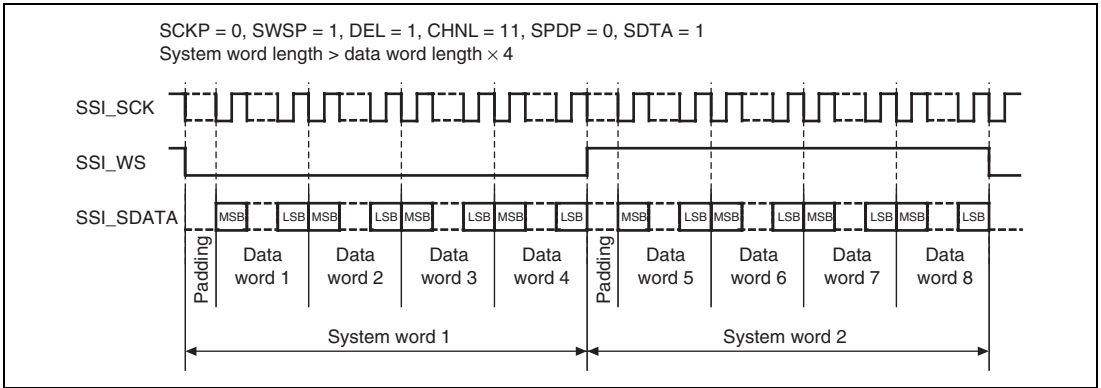 SCKP = 0, SWSP = 1, DEL = 1, CHNL = 11, SPDP = 0, SDTA = 1
System word length > data word length × 4
SSI_SCK
SSI_WS
SSI_SDATA
MSB LSB MSB LSB MSB LSB MSB LSB MSB LSB MSB LSB MSB LSB MSB LSB
Padding
Data word 1
Data word 2
Data word 3
Data word 4
Padding
Data word 5
Data word 6
Data word 7
Data word 8
System word 1
System word 2